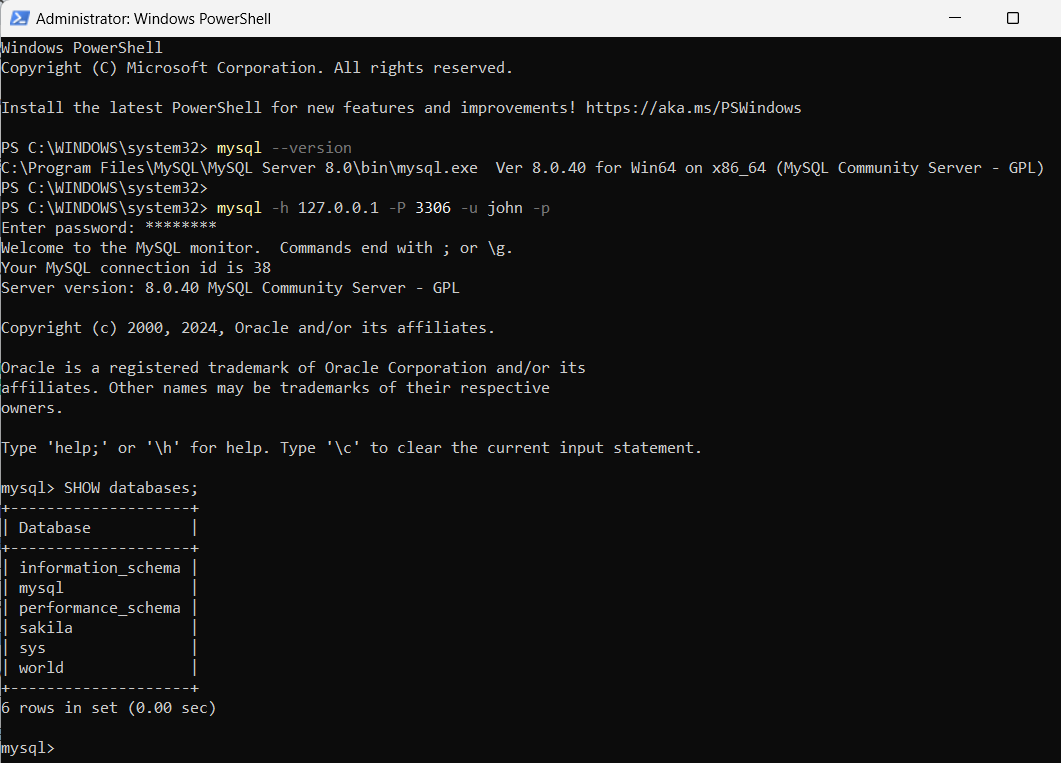 Administrator: Windows PowerShell
Windows PowerShell
Copyright (C) Microsoft Corporation. All rights reserved.
Install the latest PowerShell for new features and improvements! https://aka.ms/PSWindows
PS C:\WINDOWS\system32> mysql --version
C:\Program Files\MySQL\MySQL Server 8.0\bin\mysql.exe  Ver 8.0.40 for Win64 on x86_64 (MySQL Community Server - GPL)
PS C:\WINDOWS\system32>
PS C:\WINDOWS\system32> mysql -h 127.0.0.1 -P 3306 -u john -p
Enter password: ********
Welcome to the MySQL monitor.  Commands end with ; or \g.
Your MySQL connection id is 38
Server version: 8.0.40 MySQL Community Server - GPL
Copyright (c) 2000, 2024, Oracle and/or its affiliates.
Oracle is a registered trademark of Oracle Corporation and/or its
affiliates. Other names may be trademarks of their respective
owners.
Type 'help;' or '\h' for help. Type '\c' to clear the current input statement.
mysql> SHOW databases;
+--------------------+
| Database           |
+--------------------+
| information_schema |
| mysql              |
| performance_schema |
| sakila             |
| sys                |
| world              |
+--------------------+
6 rows in set (0.00 sec)
mysql>